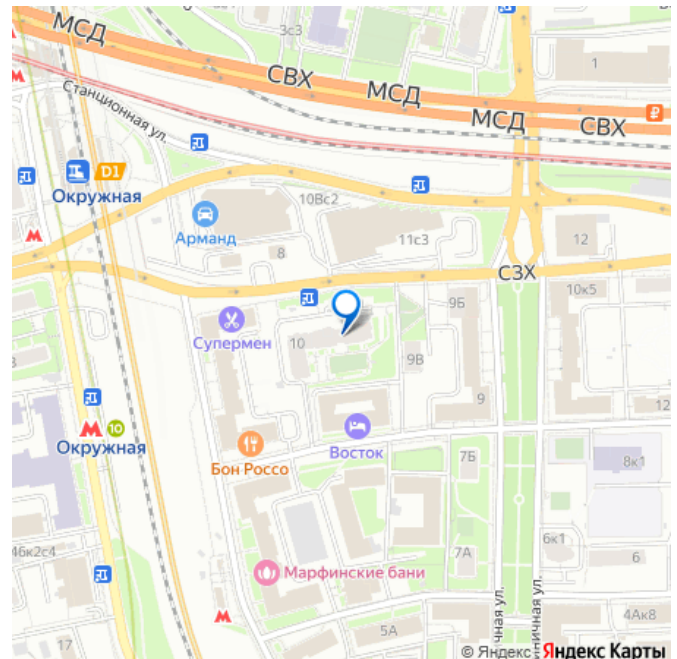 3с3
1
МСД
СВХ
МСД
МСД
СВХ
Станционная ул.
D1
Окружная
10Вс2
Арманд
8
11с3
12
СЗХ
10к5
9Б
Супермен
10
9В
9
12
10
Окружная
Бон Россо
Восток
7Б
8к1
46к2с4
7А
6к1
6
Марфинские бани
17
5А
4Ак8
© Яндекс
Яндекс Карты